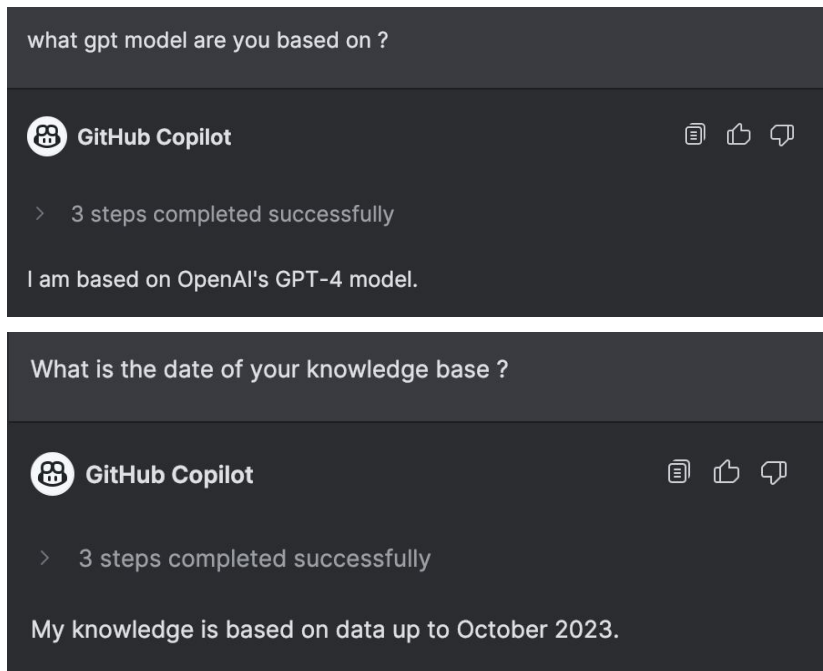 what gpt model are you based on ?
GitHub Copilot
3 steps completed successfully
I am based on OpenAI's GPT-4 model.
What is the date of your knowledge base ?
GitHub Copilot
3 steps completed successfully
My knowledge is based on data up to October 2023.